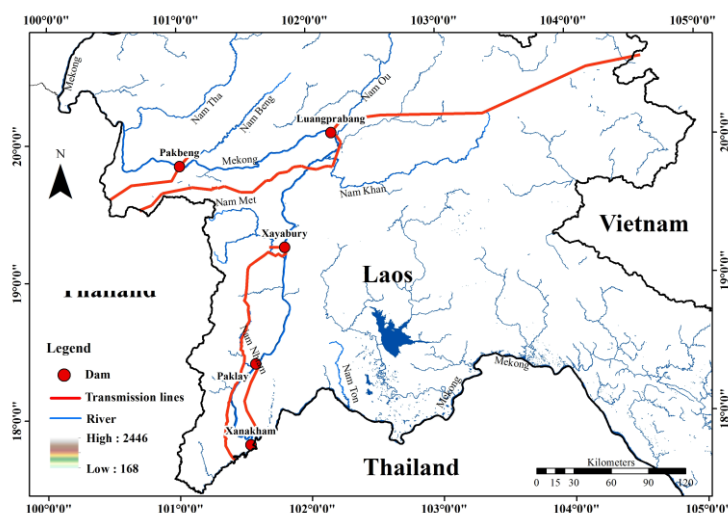 100°0'0" 101°0'0" 102°0'0" 103°0'0" 104°0'0" 105°0'0"
Mekong
Nam Tha
Nam Beng
Nam Ou
Luangprabang
20°0'0"
20°0'0"
Pakbeng
Mekong
N
Nam Khan
Nam Met
Xayabury
Vietnam
Laos
19°0'0"
19°0'0"
Thailand
Legend
Dam
Transmission lines
River
High : 2446
Low : 168
Paklay
Nam Ton
Mekong
Mekong
18°0'0"
18°0'0"
Xanakham
Thailand
Kilometers
0 15 30 60 90 120
100°0'0" 101°0'0" 102°0'0" 103°0'0" 104°0'0" 105°0'0"